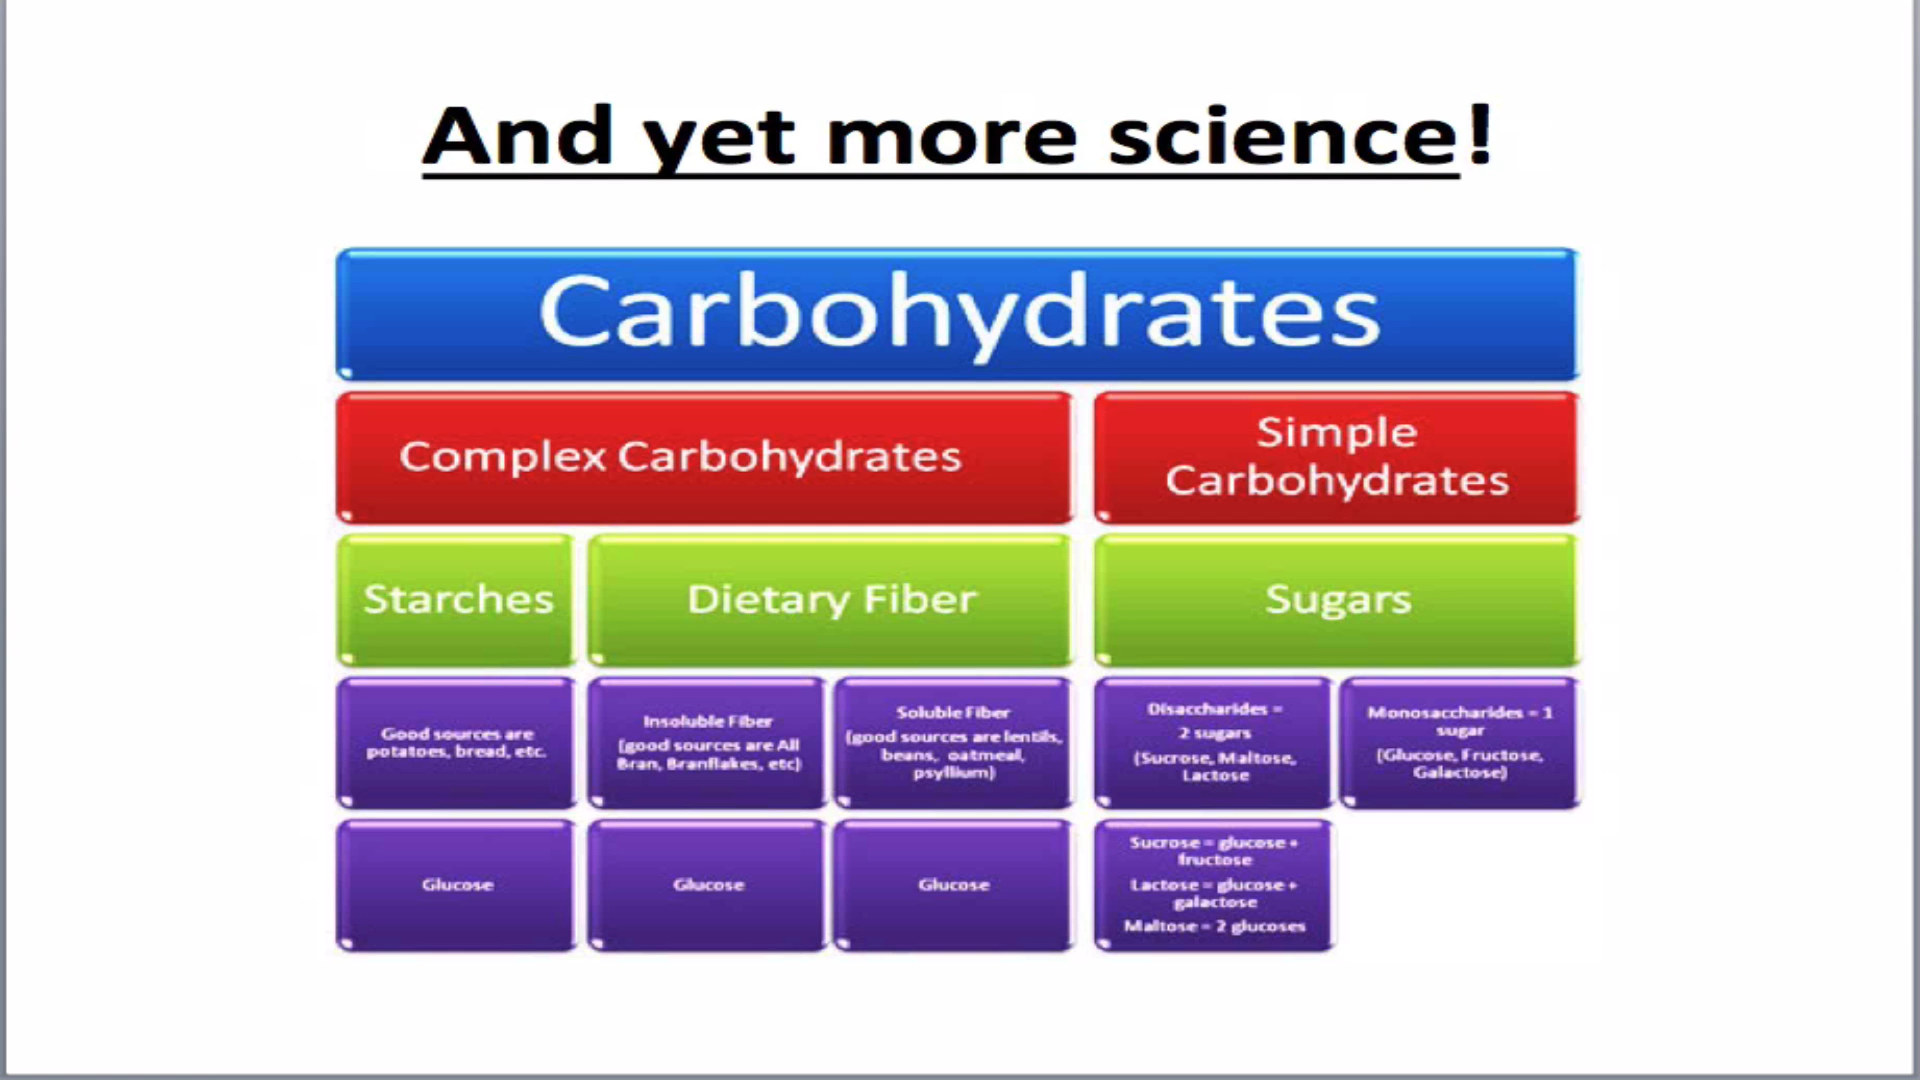 And yet more science!
Carbohydrates
Complex Carbohydrates
Simple
Carbohydrates
Starches
Dietary Fiber
Sugars
Good sources are
potatoes, bread, etc.
Insoluble Fiber
(good sources are All
Bran, Branflakes, etc)
Soluble Fiber
(good sources are lentils,
beans, oatmeal,
psyllium)
Disaccharides =
2 sugars
(Sucrose, Maltose,
Lactose
Monosaccharides = 1
sugar
(Glucose, Fructose,
Galactose)
Glucose
Glucose
Glucose
Sucrose = glucose +
fructose
Lactose = glucose +
galactose
Maltose = 2 glucoses